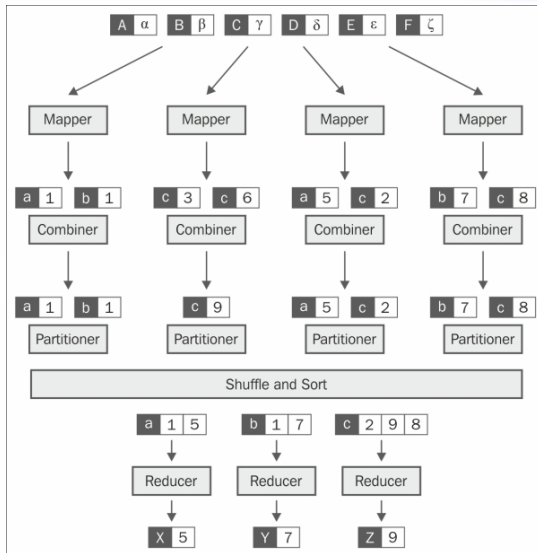 A α B β C γ D δ E ε F ζ
Mapper Mapper Mapper Mapper
a 1 b 1 c 3 c 6 a 5 c 2 b 7 c 8
Combiner Combiner Combiner Combiner
a 1 b 1 c 9 a 5 c 2 b 7 c 8
Partitioner Partitioner Partitioner Partitioner
Shuffle and Sort
a 1 5 b 1 7 c 2 9 8
Reducer Reducer Reducer
X 5 Y 7 Z 9